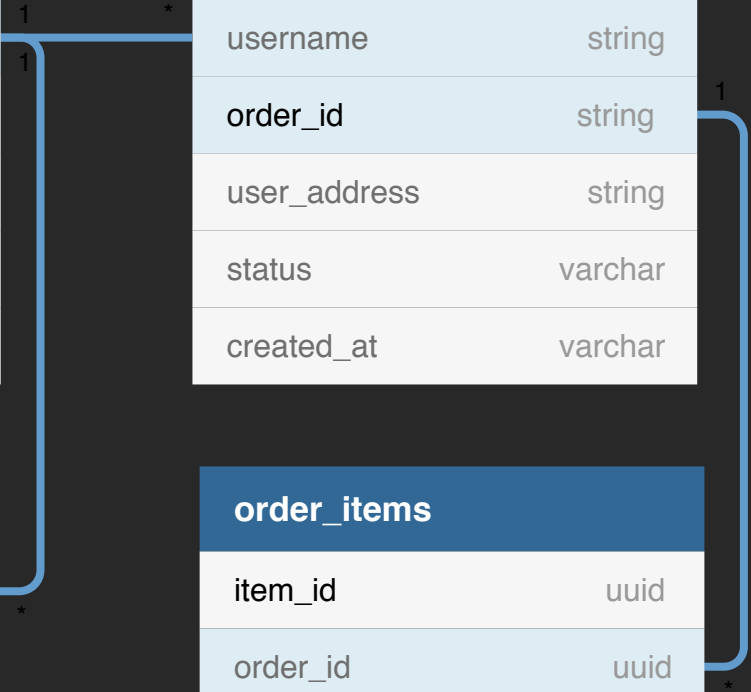 1 *
username string
1
order_id string
1
user_address string
status varchar
created_at varchar
order_items
item_id uuid
*
order_id uuid
*